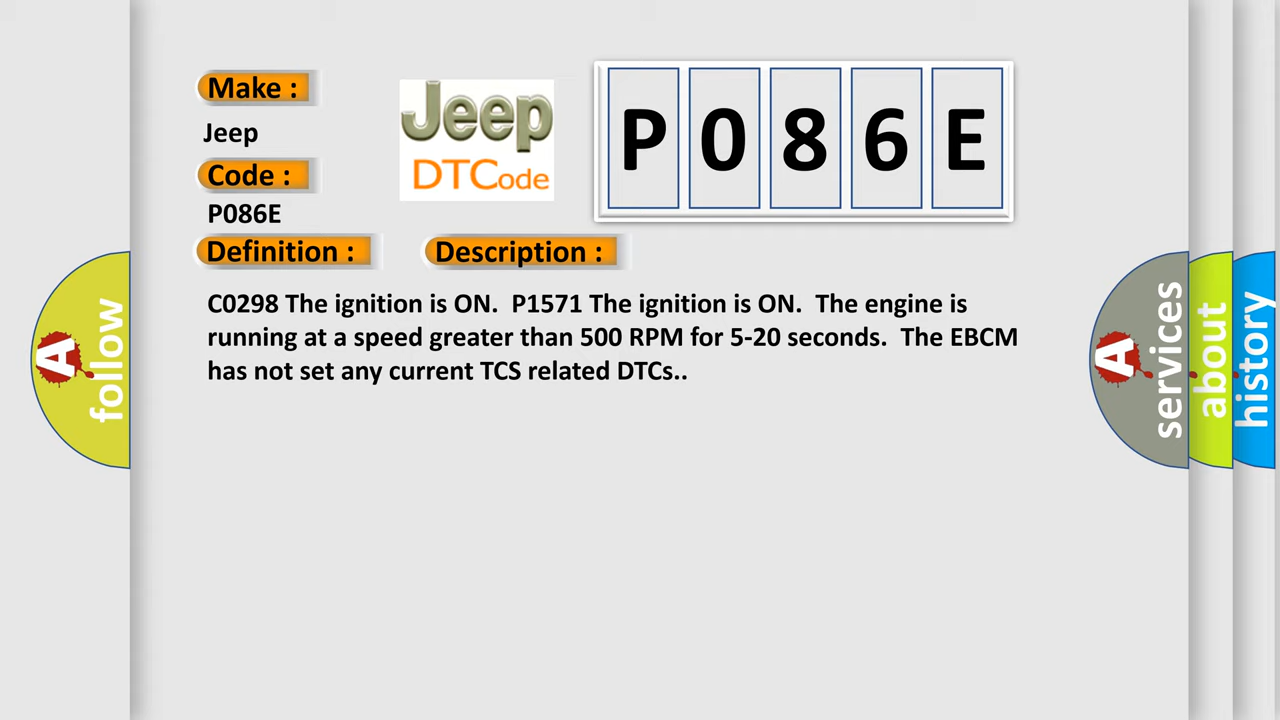 Make :
Jeep
Code :
P086E
Jeep
DTCode
P086E
Definition :
Description :
C0298 The ignition is ON.  P1571 The ignition is ON.  The engine is
running at a speed greater than 500 RPM for 5-20 seconds.  The EBCM
has not set any current TCS related DTCs..
A follow
A services
about
history